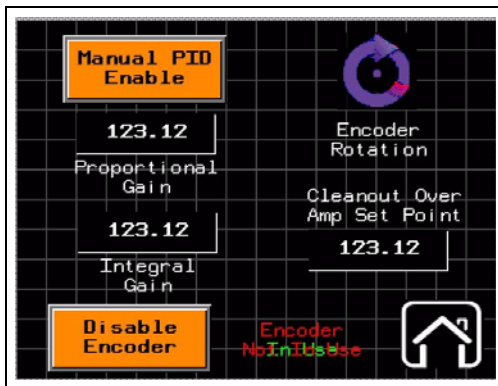 Manual PID
Enable
123.12
Proportional
Gain
123.12
Integral
Gain
Disable
Encoder
Encoder
Rotation
Cleanout Over
Amp Set Point
123.12
Encoder